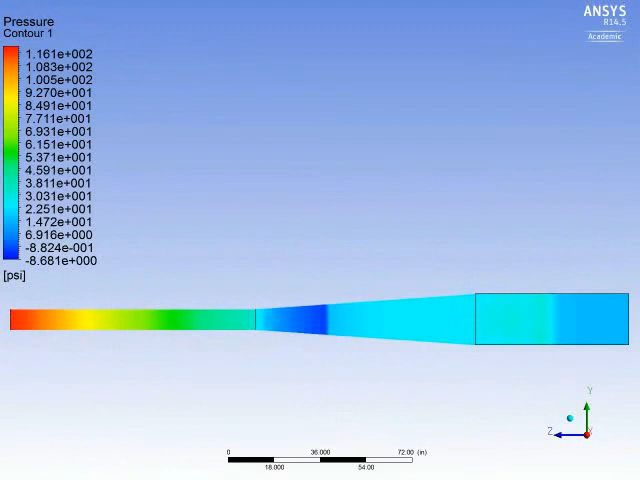 Pressure
Contour 1
ANSYS
R14.5
Academic
1.161e+002
1.083e+002
1.005e+002
9.270e+001
8.491e+001
7.711e+001
6.931e+001
6.151e+001
5.371e+001
4.591e+001
3.811e+001
3.031e+001
2.251e+001
1.472e+001
6.916e+000
-8.824e-001
-8.681e+000
[psi]
Y
Z
X
0 36.000 72.00 (in)
18.000 54.00